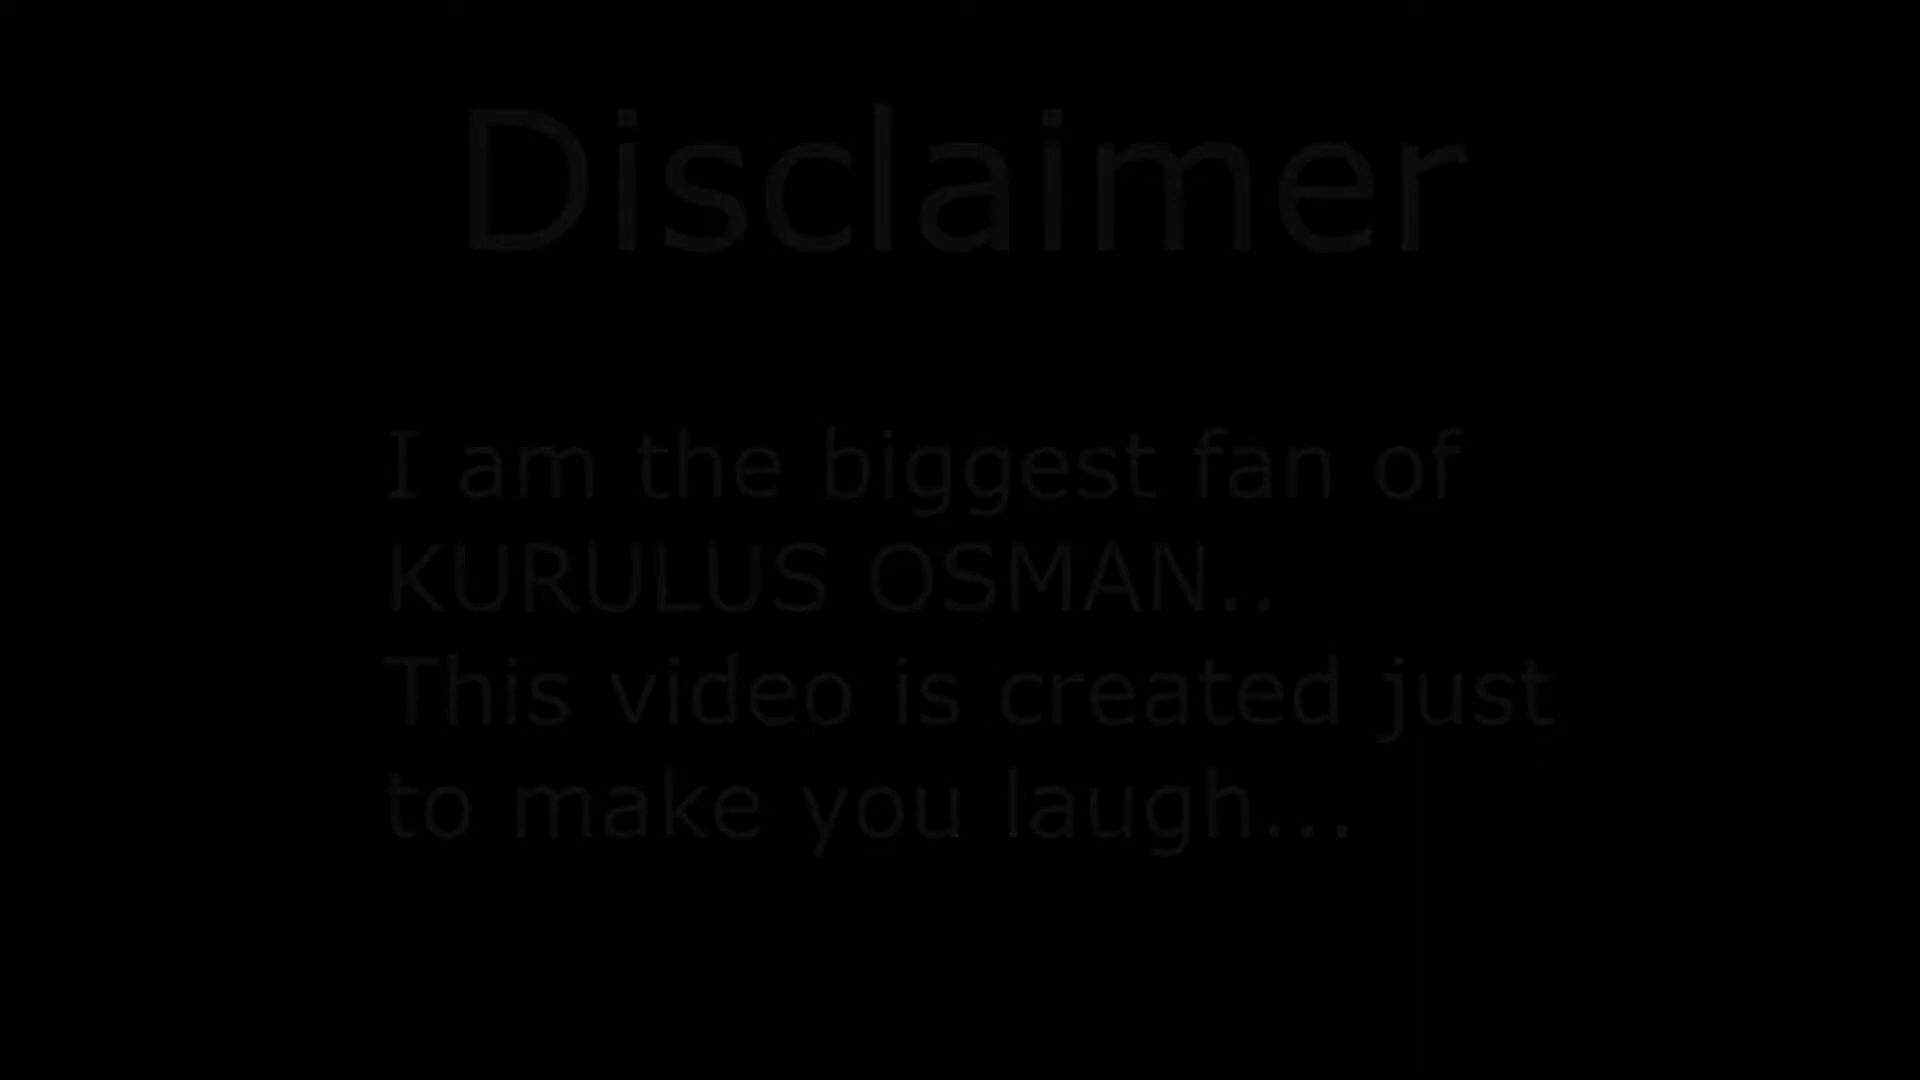 Disclaimer
I am the biggest fan of
KURULUS OSMAN..
This video is created just
to make you laugh...